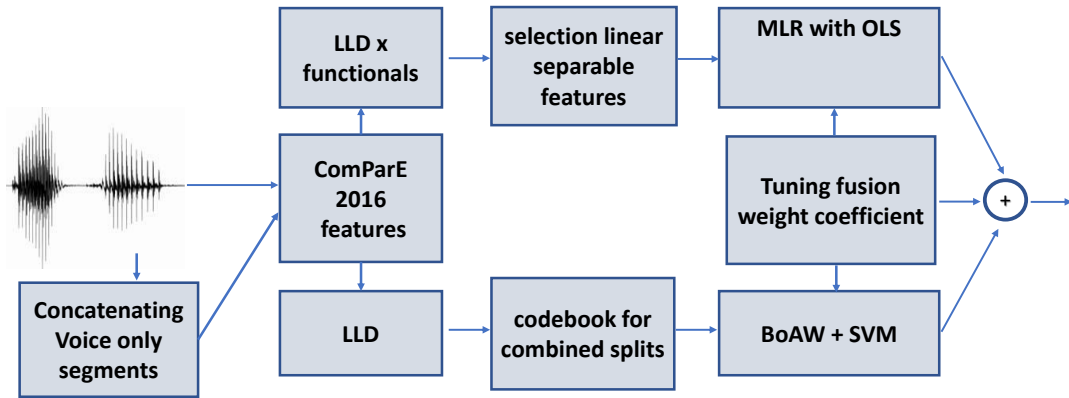 LLD x
functionals
selection linear
separable
features
MLR with OLS
ComParE
2016
features
Tuning fusion
weight coefficient
+
Concatenating
Voice only
segments
LLD
codebook for
combined splits
BoAW + SVM